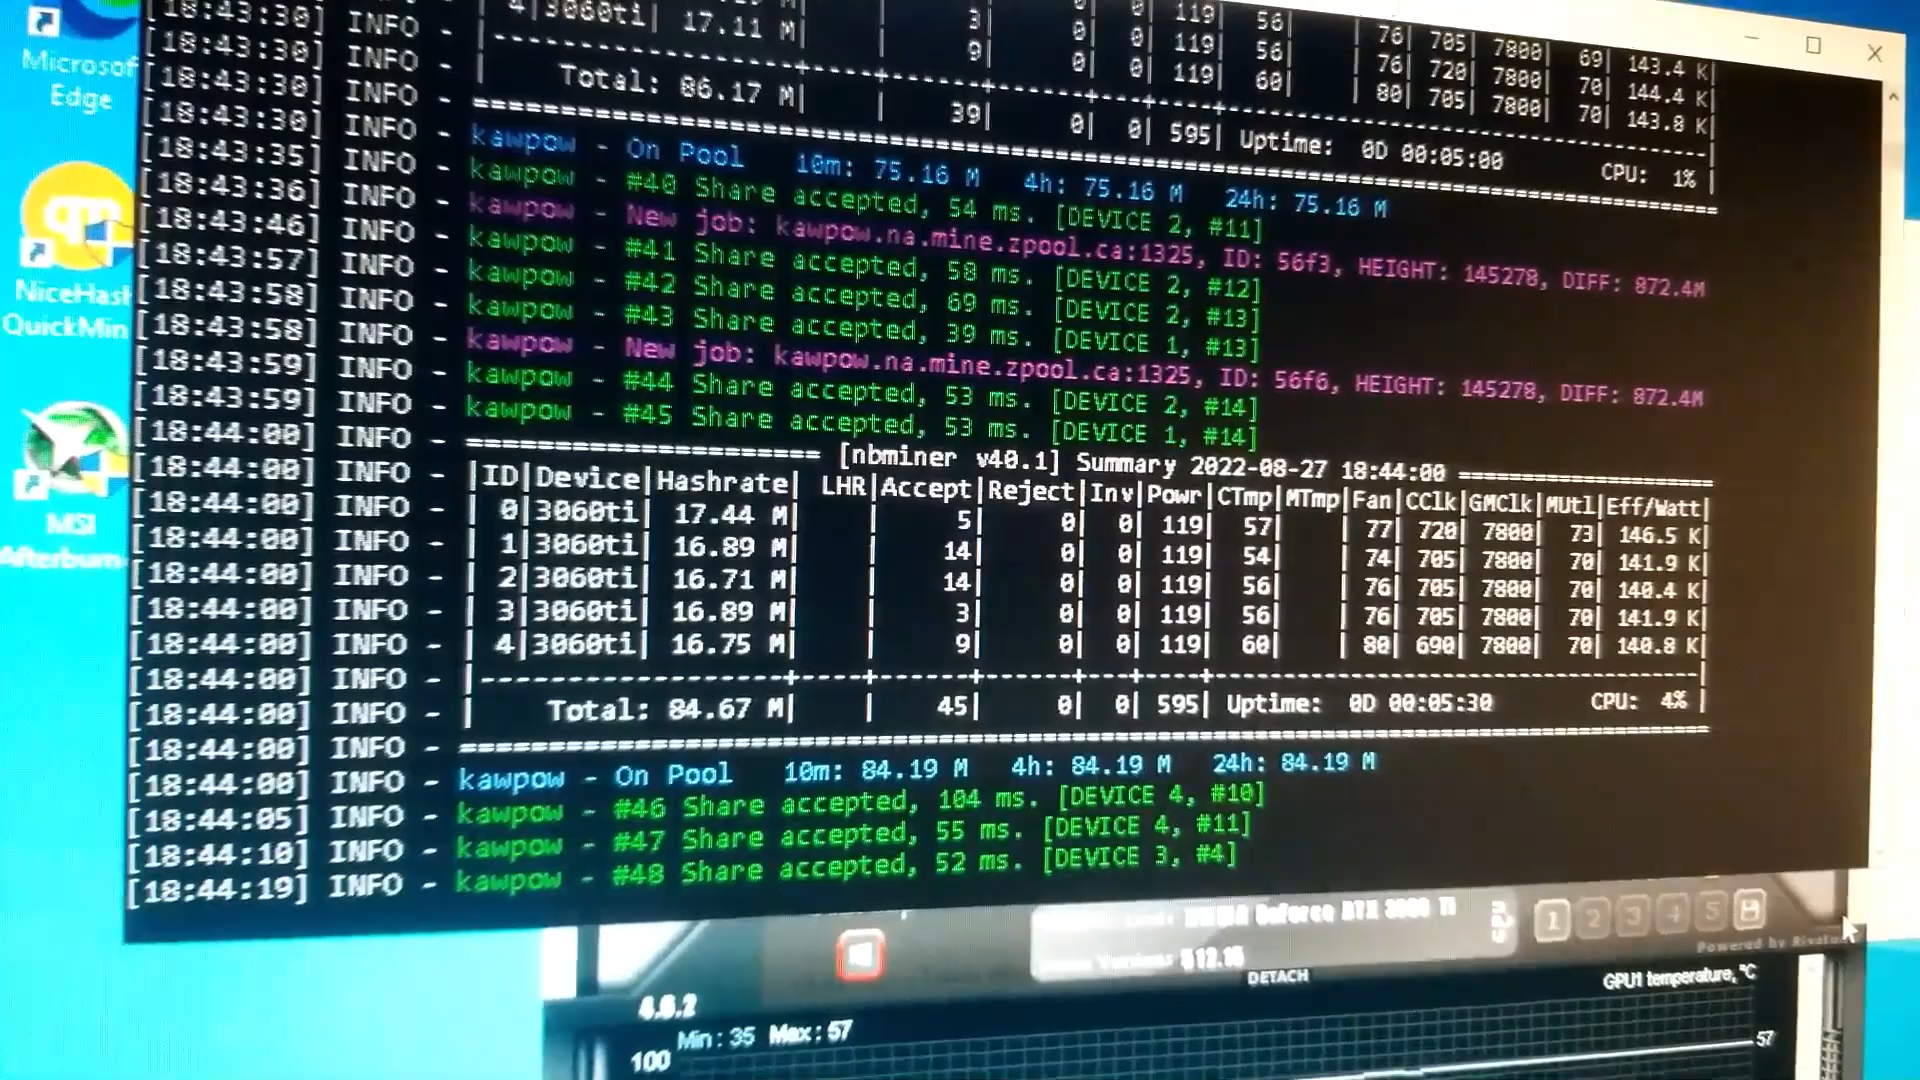 [18:43:30] INFO - | 4|3060ti| 17.11 M| | 3| 0| 0| 119| 56| | 76| 705| 7800| 69| 143.4 K|
[18:43:30] INFO - | 9| 0| 0| 119| 56| | 76| 720| 7800| 70| 144.4 K|
[18:43:30] INFO - | Total: 86.17 M| | 39| 0| 0| 119| 60| | 80| 705| 7800| 70| 143.8 K|
[18:43:30] INFO - 0| 0| 595| Uptime: 0D 00:05:00 CPU: 1% |
[18:43:30] INFO - kawpow - On Pool 10m: 75.16 M 4h: 75.16 M 24h: 75.16 M
[18:43:35] INFO - kawpow - #40 Share accepted, 54 ms. [DEVICE 2, #11]
[18:43:36] INFO - kawpow - New job: kawpow.na.mine.zpool.ca:1325, ID: 56f3, HEIGHT: 145278, DIFF: 872.4M
[18:43:46] INFO - kawpow - #41 Share accepted, 58 ms. [DEVICE 2, #12]
[18:43:57] INFO - kawpow - #42 Share accepted, 69 ms. [DEVICE 2, #13]
[18:43:58] INFO - kawpow - #43 Share accepted, 39 ms. [DEVICE 1, #13]
[18:43:58] INFO - kawpow - New job: kawpow.na.mine.zpool.ca:1325, ID: 56f6, HEIGHT: 145278, DIFF: 872.4M
[18:43:59] INFO - kawpow - #44 Share accepted, 53 ms. [DEVICE 2, #14]
[18:43:59] INFO - kawpow - #45 Share accepted, 53 ms. [DEVICE 1, #14]
[18:44:00] INFO - ==================== [nbminer v40.1] Summary 2022-08-27 18:44:00 ====================
[18:44:00] INFO - |ID|Device|Hashrate| LHR|Accept|Reject|Inv|Powr|CTmp|MTmp|Fan|CClk|GMClk|MUtl|Eff/Watt|
[18:44:00] INFO - | 0|3060ti| 17.44 M| | 5| 0| 0| 119| 57| | 77| 720| 7800| 73| 146.5 K|
[18:44:00] INFO - | 1|3060ti| 16.89 M| | 14| 0| 0| 119| 54| | 74| 705| 7800| 70| 141.9 K|
[18:44:00] INFO - | 2|3060ti| 16.71 M| | 14| 0| 0| 119| 56| | 76| 705| 7800| 70| 140.4 K|
[18:44:00] INFO - | 3|3060ti| 16.89 M| | 3| 0| 0| 119| 56| | 76| 705| 7800| 70| 141.9 K|
[18:44:00] INFO - | 4|3060ti| 16.75 M| | 9| 0| 0| 119| 60| | 80| 690| 7800| 70| 140.8 K|
[18:44:00] INFO - |------------------+----+------+------+---+----+---------------------------------------|
[18:44:00] INFO - | Total: 84.67 M| | 45| 0| 0| 595| Uptime: 0D 00:05:30 CPU: 4% |
[18:44:00] INFO - ==========================================================================
[18:44:00] INFO - kawpow - On Pool 10m: 84.19 M 4h: 84.19 M 24h: 84.19 M
[18:44:05] INFO - kawpow - #46 Share accepted, 104 ms. [DEVICE 4, #10]
[18:44:10] INFO - kawpow - #47 Share accepted, 55 ms. [DEVICE 4, #11]
[18:44:19] INFO - kawpow - #48 Share accepted, 52 ms. [DEVICE 3, #4]
Microsof
Edge
NiceHash
QuickMin
MSI
Afterburn
512.15
GPU
1 2 3 4 5
Powered by
DETACH
4.6.2
GPU1 temperature, °C
Min : 35 Max : 57
100
57